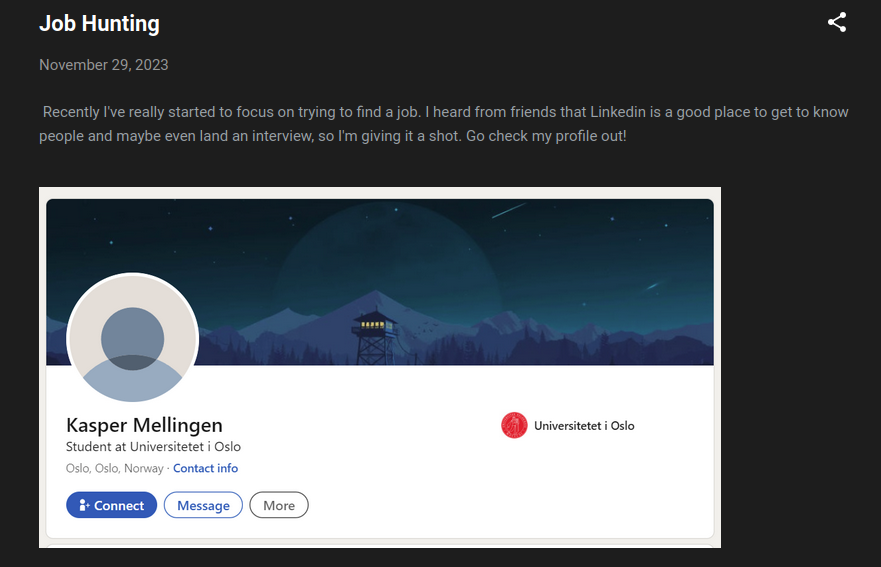 Job Hunting
November 29, 2023
Recently I've really started to focus on trying to find a job. I heard from friends that Linkedin is a good place to get to know
people and maybe even land an interview, so I'm giving it a shot. Go check my profile out!
Kasper Mellingen
Universitetet i Oslo
Student at Universitetet i Oslo
Oslo, Oslo, Norway · Contact info
Connect
Message
More